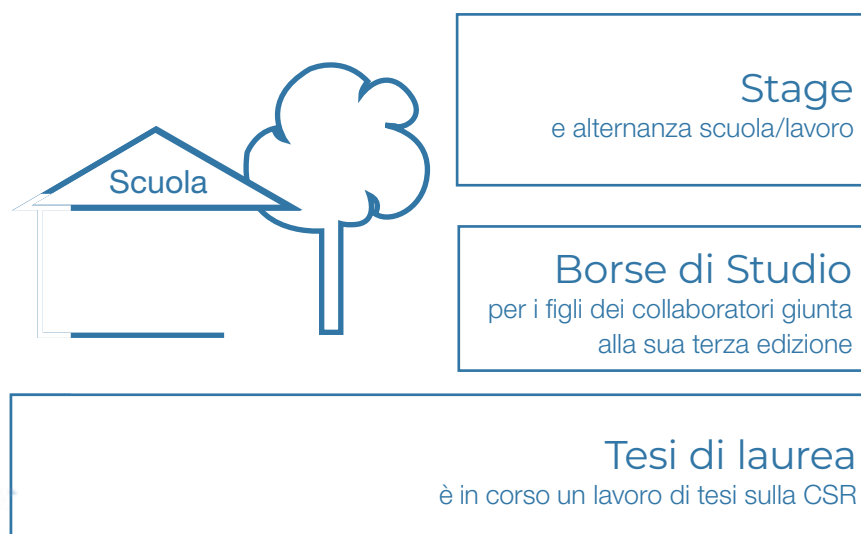 Scuola
Stage
e alternanza scuola/lavoro
Borse di Studio
per i figli dei collaboratori giunta
alla sua terza edizione
Tesi di laurea
è in corso un lavoro di tesi sulla CSR